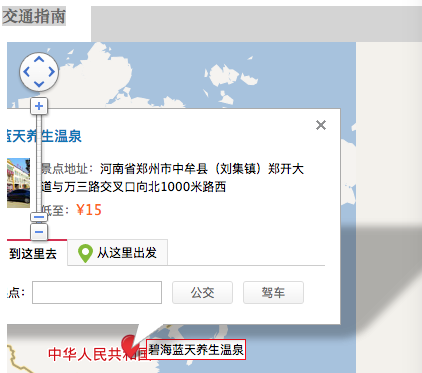 交通指南
蓝天养生温泉
景点地址：河南省郑州市中牟县（刘集镇）郑开大
道与万三路交叉口向北1000米路西
低至：¥15
到这里去 从这里出发
点： 公交 驾车
中华人民共和国
碧海蓝天养生温泉